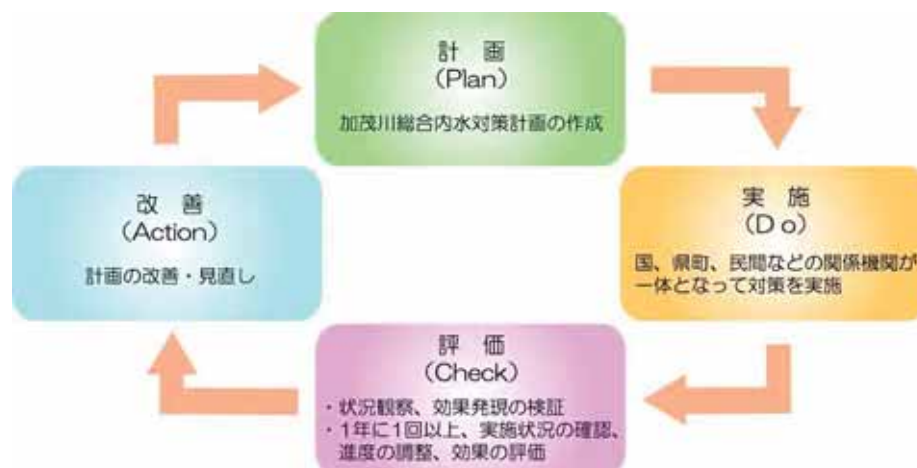 計 画
(Plan)
加茂川総合内水対策計画の作成
実 施
(Do)
国、県町、民間などの関係機関が
一体となって対策を実施
評 価
(Check)
・状況観察、効果発現の検証
・1年に1回以上、実施状況の確認、
進度の調整、効果の評価
改 善
(Action)
計画の改善・見直し